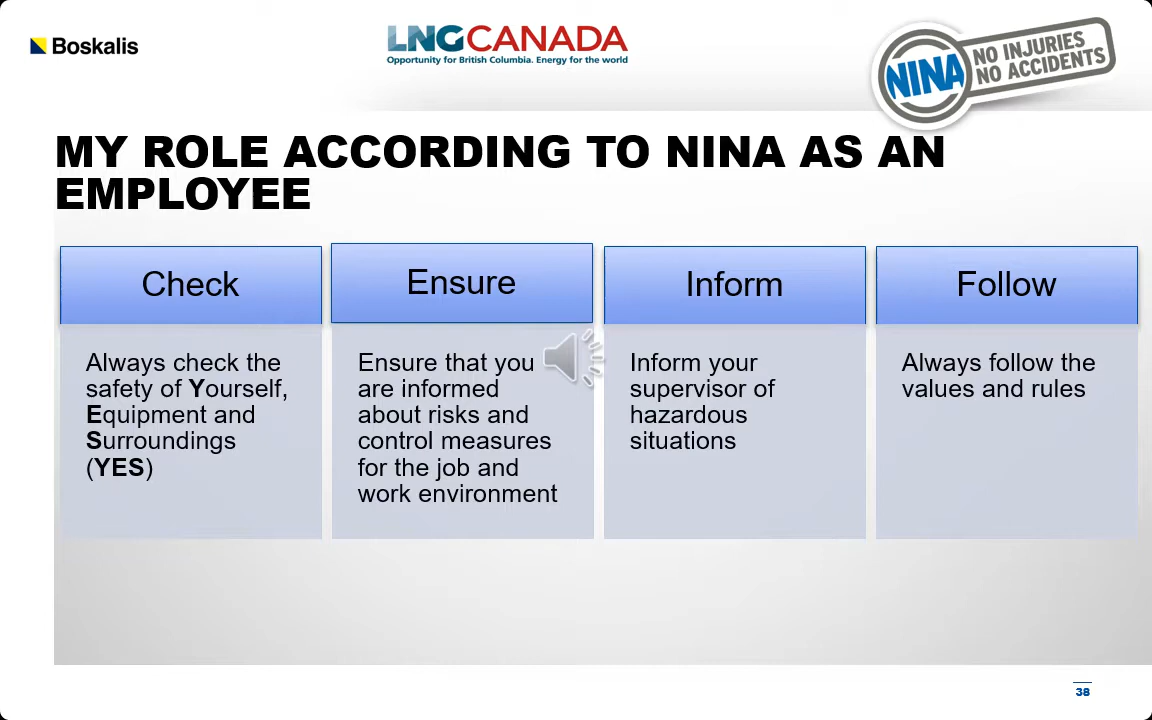 Boskalis
LNGCANADA
Opportunity for British Columbia. Energy for the world
NINA
NO INJURIES
NO ACCIDENTS
MY ROLE ACCORDING TO NINA AS AN
EMPLOYEE
Check
Always check the
safety of Yourself,
Equipment and
Surroundings
(YES)
Ensure
Ensure that you
are informed
about risks and
control measures
for the job and
work environment
Inform
Inform your
supervisor of
hazardous
situations
Follow
Always follow the
values and rules
38